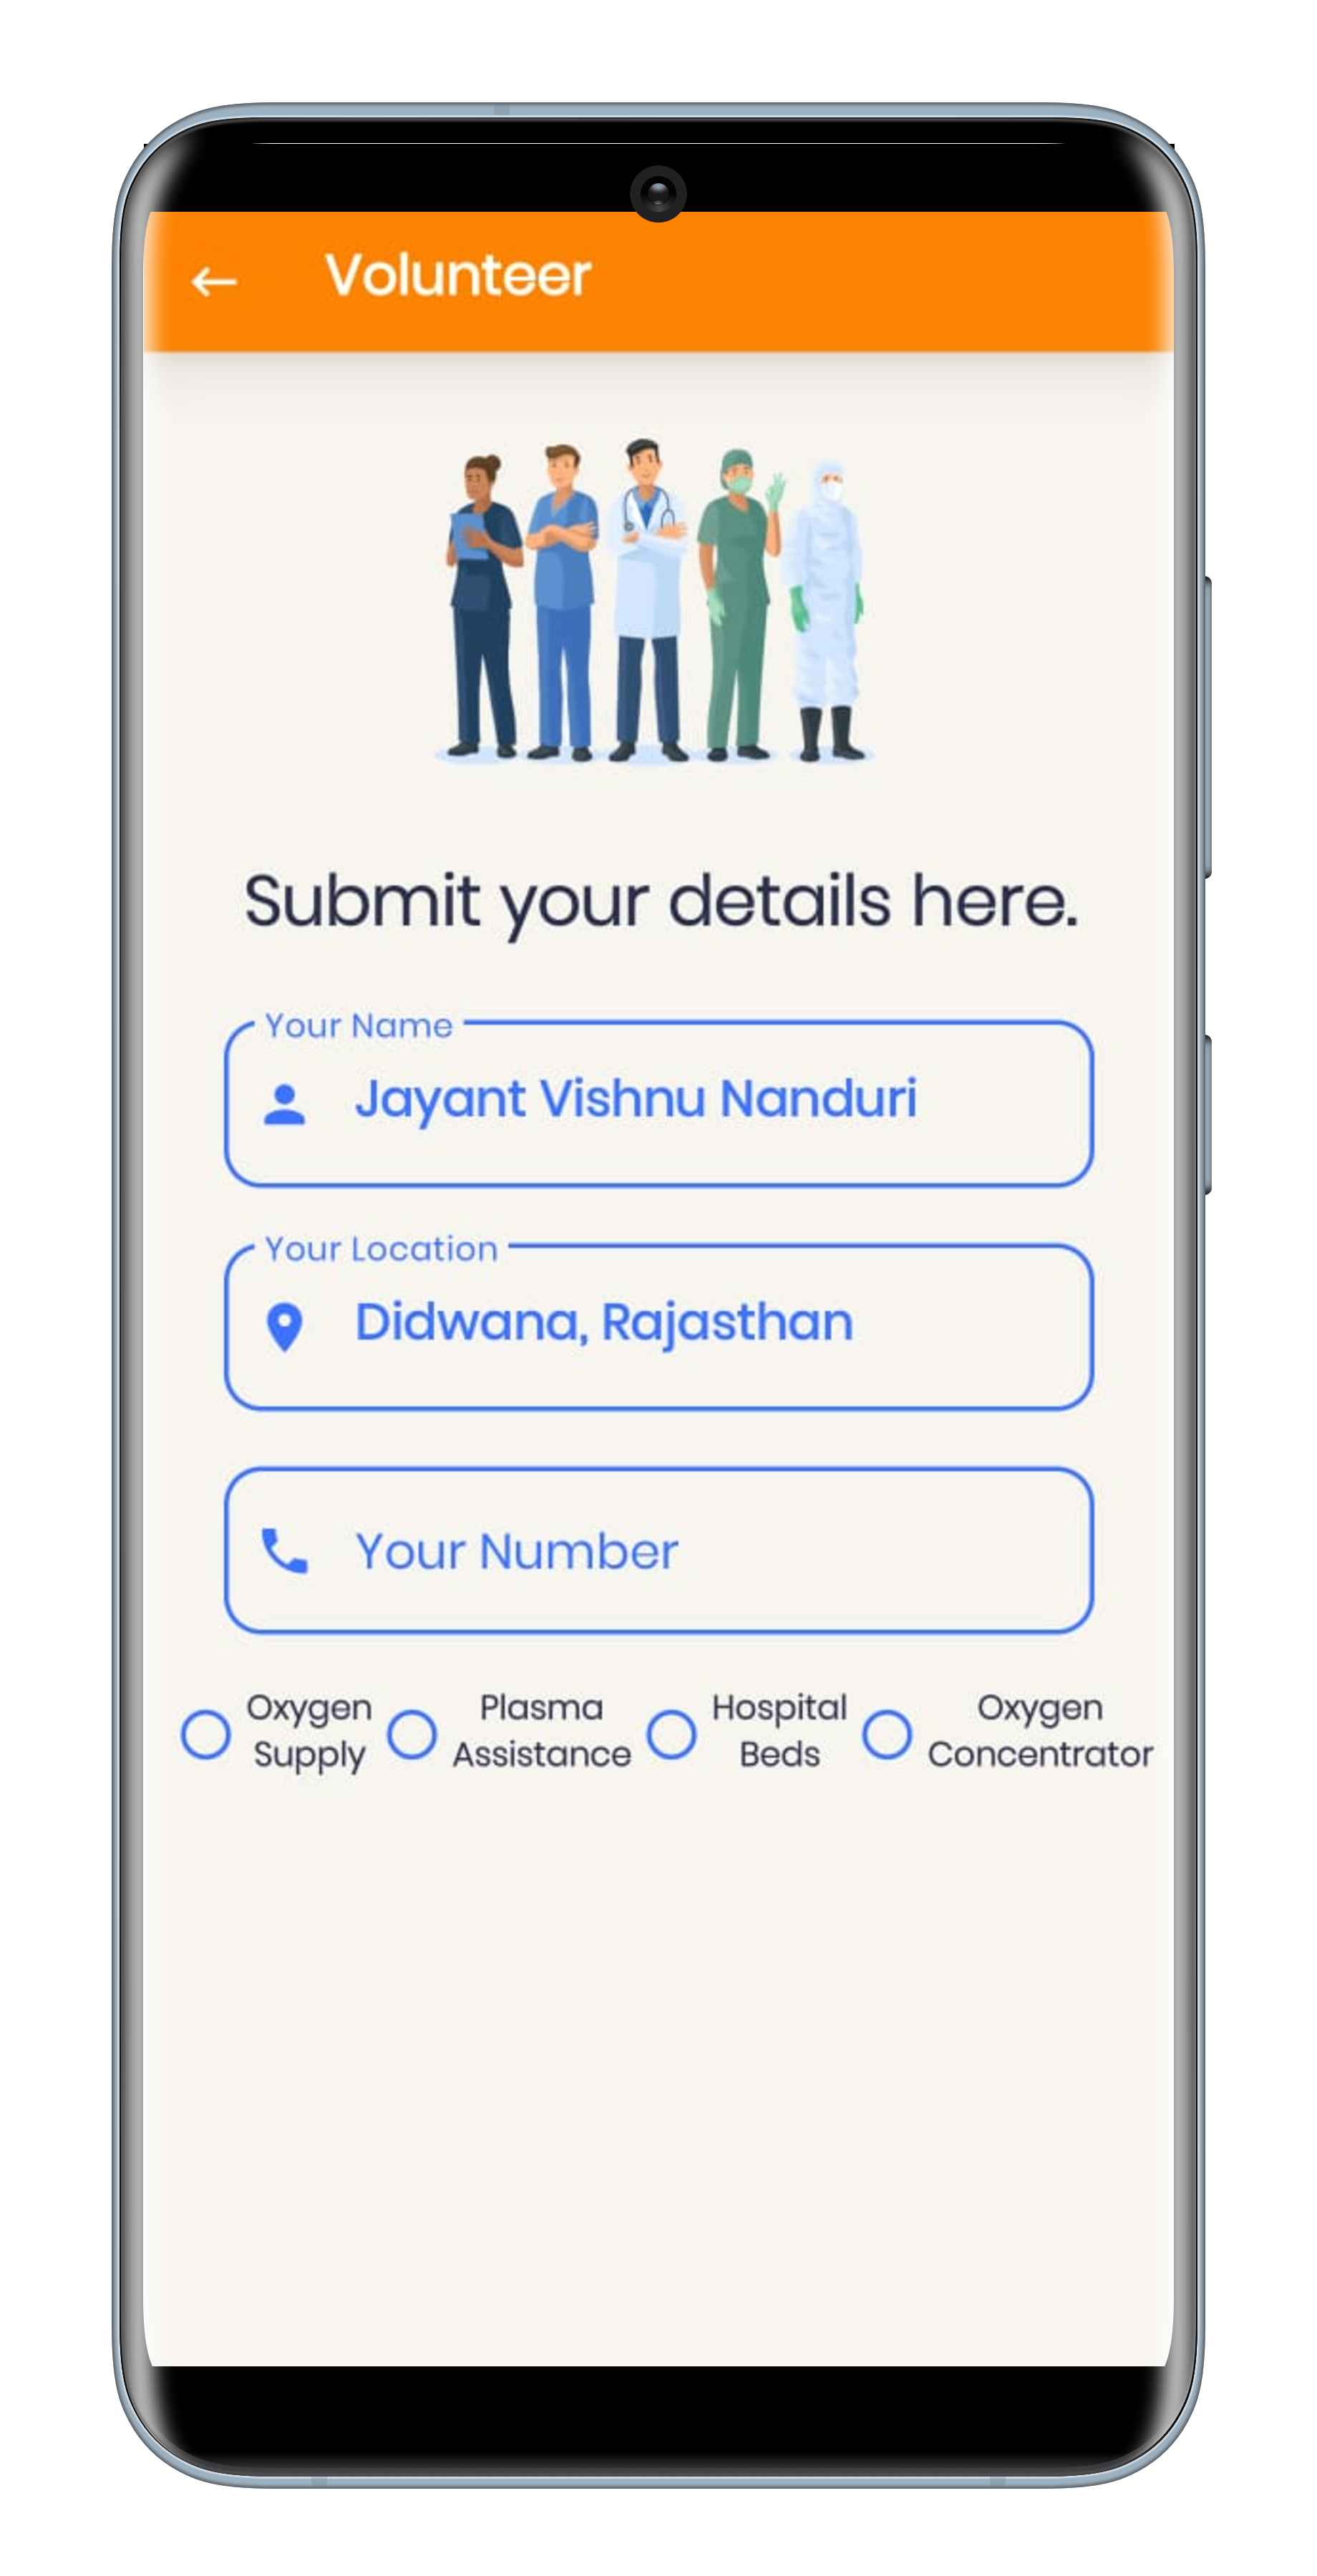 Volunteer
Submit your details here.
Your Name
Jayant Vishnu Nanduri
Your Location
Didwana, Rajasthan
Your Number
Oxygen Supply
Plasma Assistance
Hospital Beds
Oxygen Concentrator